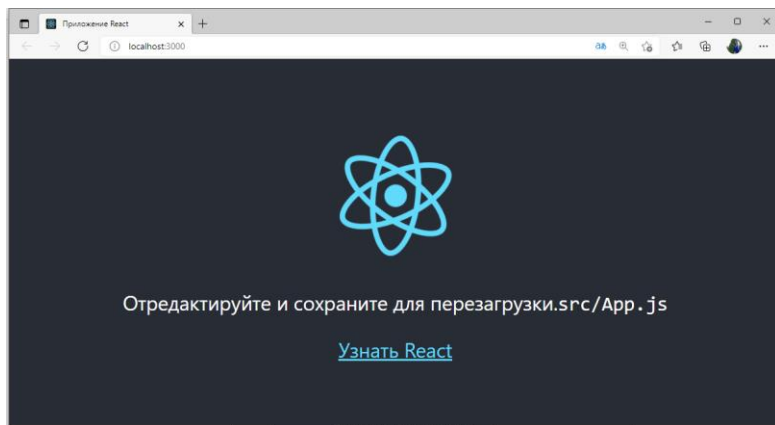 Приложение React
localhost:3000
Отредактируйте и сохраните для перезагрузки.src/App.js
Узнать React